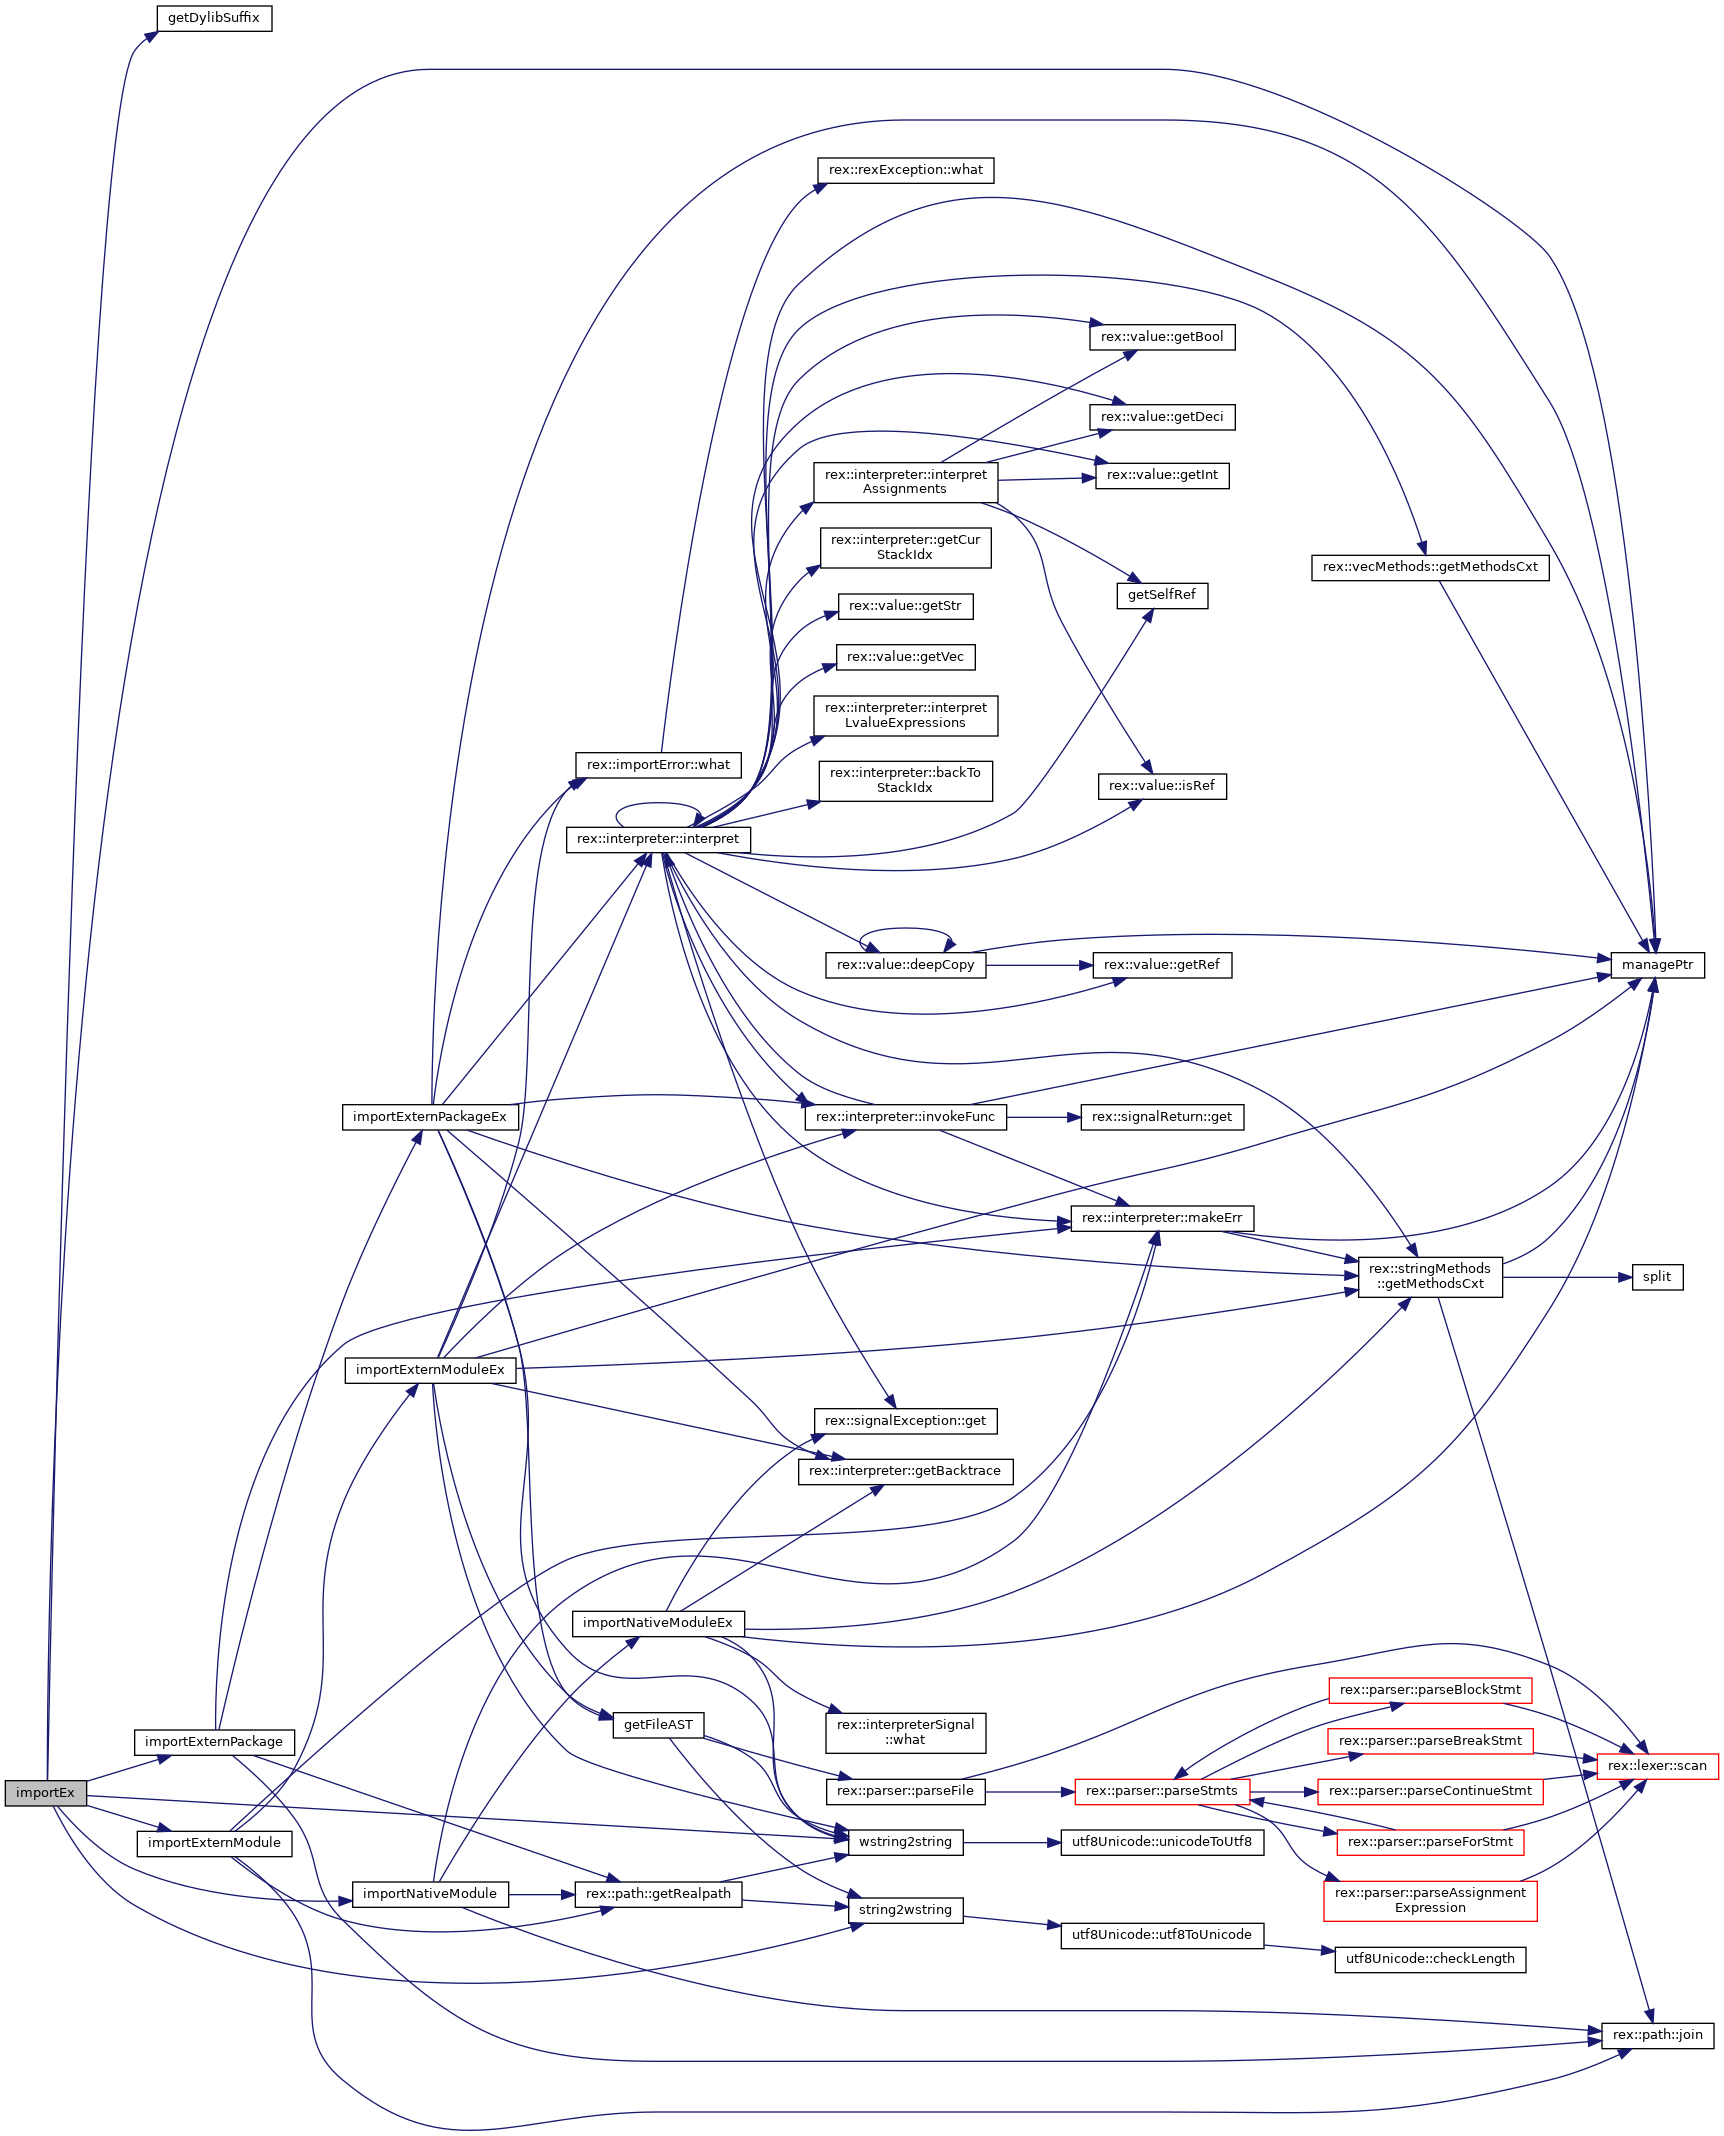 getDylibSuffix
rex::rexException::what
rex::value::getBool
rex::value::getDeci
rex::interpreter::interpret
Assignments
rex::value::getInt
rex::interpreter::getCur
StackIdx
rex::vecMethods::getMethodsCxt
getSelfRef
rex::value::getStr
rex::value::getVec
rex::interpreter::interpret
LvalueExpressions
rex::importError::what
rex::interpreter::backTo
StackIdx
rex::value::isRef
rex::interpreter::interpret
rex::value::deepCopy
rex::value::getRef
managePtr
importExternPackageEx
rex::interpreter::invokeFunc
rex::signalReturn::get
rex::interpreter::makeErr
rex::stringMethods
::getMethodsCxt
split
importExternModuleEx
rex::signalException::get
rex::interpreter::getBacktrace
importNativeModuleEx
rex::parser::parseBlockStmt
getFileAST
rex::interpreterSignal
::what
importExternPackage
rex::parser::parseBreakStmt
rex::lexer::scan
importEx
rex::parser::parseFile
rex::parser::parseStmts
rex::parser::parseContinueStmt
importExternModule
wstring2string
utf8Unicode::unicodeToUtf8
rex::parser::parseForStmt
importNativeModule
rex::path::getRealpath
rex::parser::parseAssignment
Expression
string2wstring
utf8Unicode::utf8ToUnicode
utf8Unicode::checkLength
rex::path::join